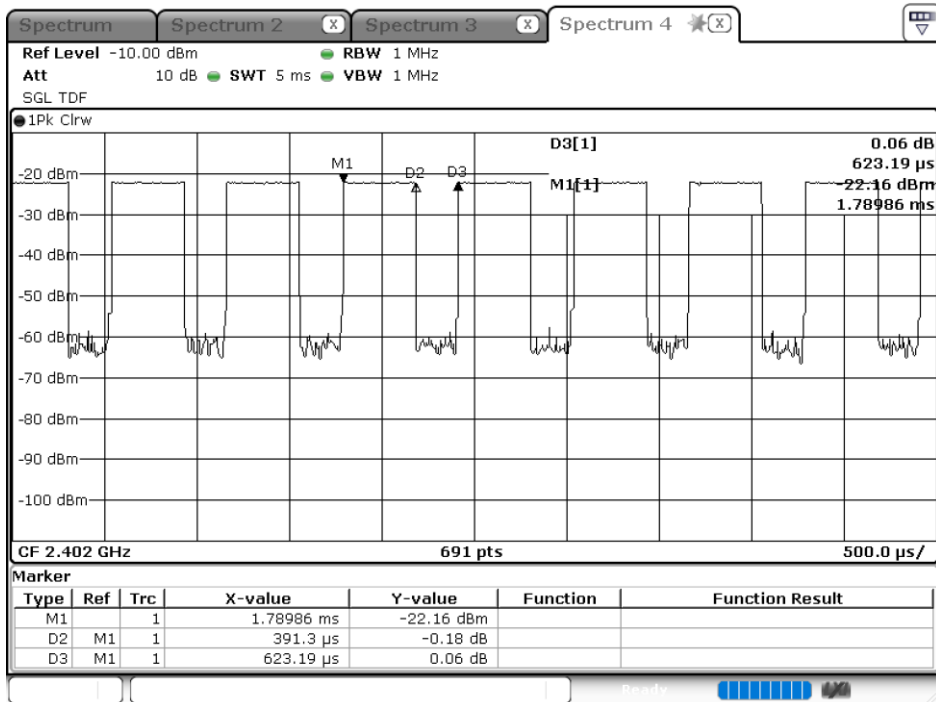 Spectrum Spectrum 2 X Spectrum 3 X Spectrum 4 X
Ref Level -10.00 dBm RBW 1 MHz
Att 10 dB SWT 5 ms VBW 1 MHz
SGL TDF
1Pk Clrw
D3[1] 0.06 dB
623.19 µs
M1[1] -22.16 dBm
1.78986 ms
M1 D2 D3
-20 dBm
-30 dBm
-40 dBm
-50 dBm
-60 dBm
-70 dBm
-80 dBm
-90 dBm
-100 dBm
CF 2.402 GHz 691 pts 500.0 µs/
Marker
Type Ref Trc X-value Y-value Function Function Result
M1 1 1.78986 ms -22.16 dBm
D2 M1 1 391.3 µs -0.18 dB
D3 M1 1 623.19 µs 0.06 dB
Ready